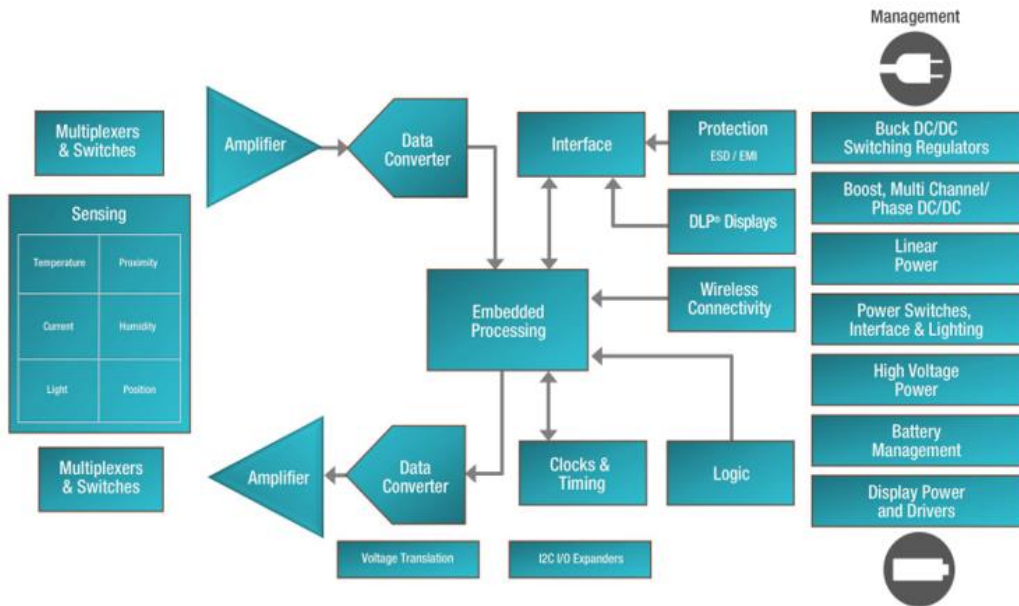 Management
Multiplexers
& Switches
Amplifier
Data
Converter
Interface
Protection
ESD / EMI
Buck DC/DC
Switching Regulators
Sensing
Temperature
Proximity
Current
Humidity
Light
Position
DLP® Displays
Boost, Multi Channel/
Phase DC/DC
Embedded
Processing
Wireless
Connectivity
Linear
Power
Power Switches,
Interface & Lighting
High Voltage
Power
Multiplexers
& Switches
Amplifier
Data
Converter
Clocks &
Timing
Logic
Battery
Management
Display Power
and Drivers
Voltage Translation
I2C I/O Expanders